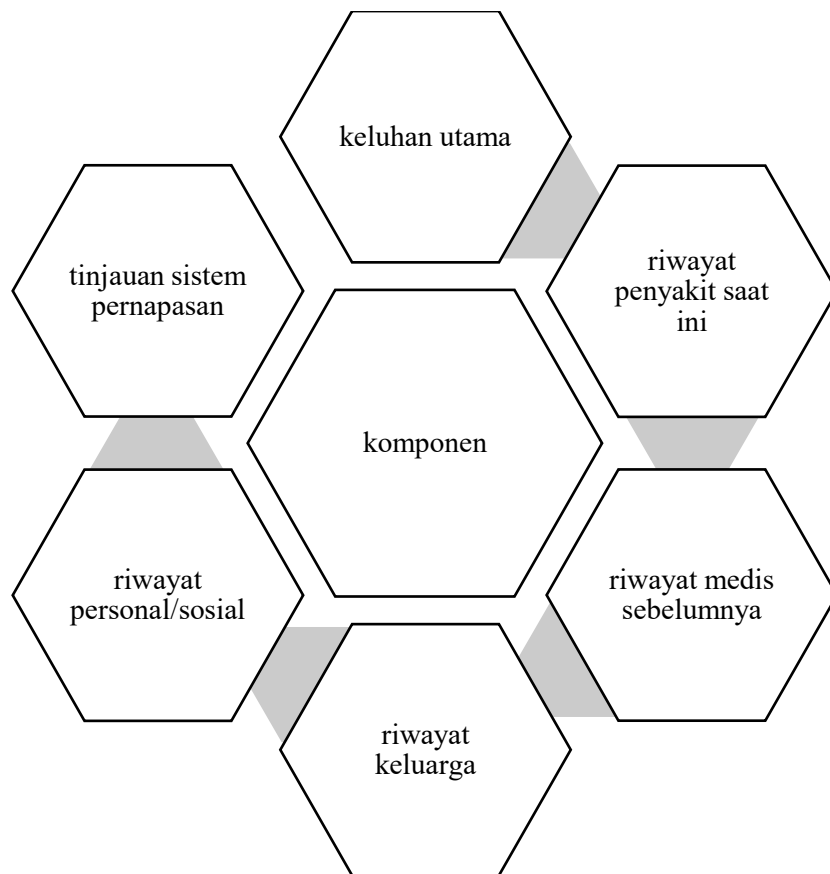 keluhan utama
riwayat
penyakit saat
ini
riwayat medis
sebelumnya
riwayat
keluarga
riwayat
personal/sosial
tinjauan sistem
pernapasan
komponen